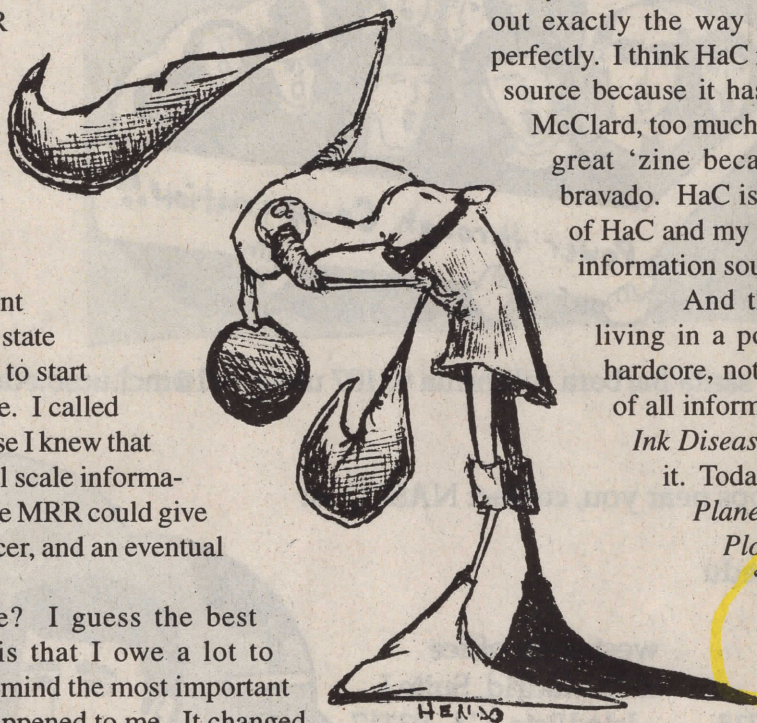 R
nt
state
to start
e. I called
se I knew that
l scale informa-
e MRR could give
cer, and an eventual
e? I guess the best
is that I owe a lot to
mind the most important
ppened to me. It changed
out exactly the way
perfectly. I think HaC
source because it has
McClard, too much
great ‘zine beca
bravado. HaC is
of HaC and my
information sou
And t
living in a po
hardcore, not
of all inform
Ink Diseas
it. Toda
Plane
Pla
HENSO